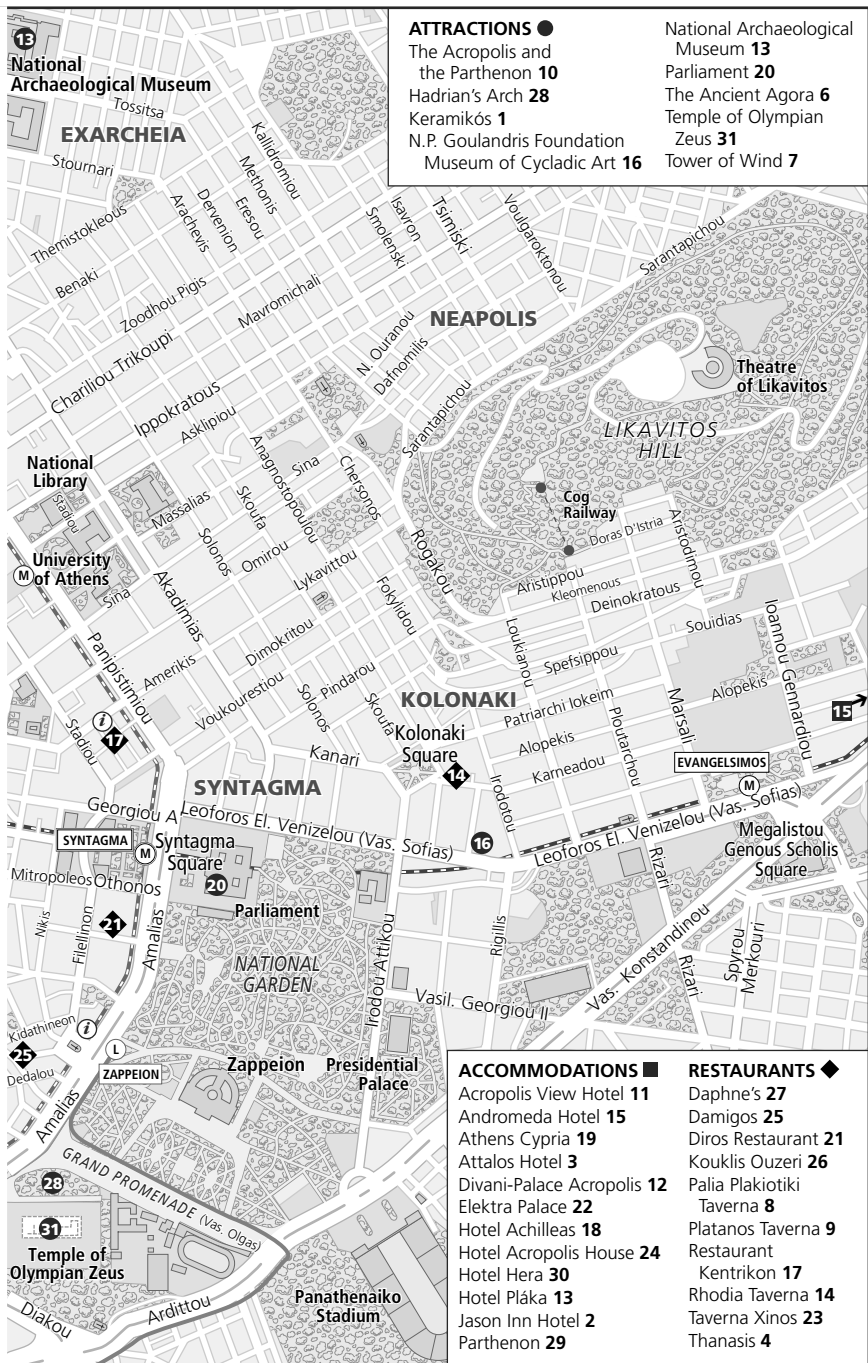 ATTRACTIONS
The Acropolis and
the Parthenon 10
Hadrian's Arch 28
Keramikós 1
N.P. Goulandris Foundation
Museum of Cycladic Art 16
National Archaeological
Museum 13
Parliament 20
The Ancient Agora 6
Temple of Olympian
Zeus 31
Tower of Wind 7
13
National
Archaeological Museum
Tossitsa
EXARCHEIA
Stournari
Kallidromiou
Methonis
Eresou
Dervenion
Arachevis
Themistokleous
Benaki
Zoodhou Pigis
Isavron
Smolenski
Tsimiski
Voulgaroktonou
Sarantapichou
Mavromichali
NEAPOLIS
N. Ouranou
Dafnomilis
Chariliou Trikoupi
Ippokratous
Asklipiou
Sarantapichou
Theatre
of Likavitos
LIKAVITOS
HILL
National
Library
Stadiou
Massalias
Sina
Anagnostopoulou
Skoufa
Solonos
Chersonos
Cog
Railway
Doras D'Istria
Aristodimou
University
of Athens
M
Sina
Akadimias
Omirou
Lykavittou
Fokylidou
Rogakou
Aristippou
Kleomenous
Deinokratous
Panipistimiou
Amerikis
Dimokritou
Voukourestiou
Pindarou
Solonos
Skoufa
Loukianou
Spefsippou
Souidias
Ioannou Gennardiou
KOLONAKI
Patriarchi Iokeim
Marsali
Alopekis
15
Stadiou
i
17
Kolonaki
Square
14
Kanari
Alopekis
Karneadou
Ploutarchou
Irodotou
EVANGELSIMOS
M
SYNTAGMA
Georgiou A
Leoforos El. Venizelou (Vas. Sofias)
16
Leoforos El. Venizelou (Vas. Sofias)
SYNTAGMA
M
Syntagma
Square
20
Parliament
Megalistou
Genous Scholis
Square
Mitropoleos
Othonos
Nikis
21
Filellinon
Amalias
NATIONAL
GARDEN
Irodou Attikou
Rigillis
Rizari
Rizari
Spyrou
Merkouri
Vas. Konstandinou
Vasil. Georgiou II
Kidathineon
i
25
Dedalou
L
ZAPPEION
Zappeion
Presidential
Palace
Amalias
GRAND PROMENADE (Vas. Olgas)
28
31
Temple of
Olympian Zeus
Panathenaiko
Stadium
Ardittou
Diakou
ACCOMMODATIONS
Acropolis View Hotel 11
Andromeda Hotel 15
Athens Cypria 19
Attalos Hotel 3
Divani-Palace Acropolis 12
Elektra Palace 22
Hotel Achilleas 18
Hotel Acropolis House 24
Hotel Hera 30
Hotel Pláka 13
Jason Inn Hotel 2
Parthenon 29
RESTAURANTS
Daphne's 27
Damigos 25
Diros Restaurant 21
Kouklis Ouzeri 26
Palia Plakiotiki
Taverna 8
Platanos Taverna 9
Restaurant
Kentrikon 17
Rhodia Taverna 14
Taverna Xinos 23
Thanasis 4